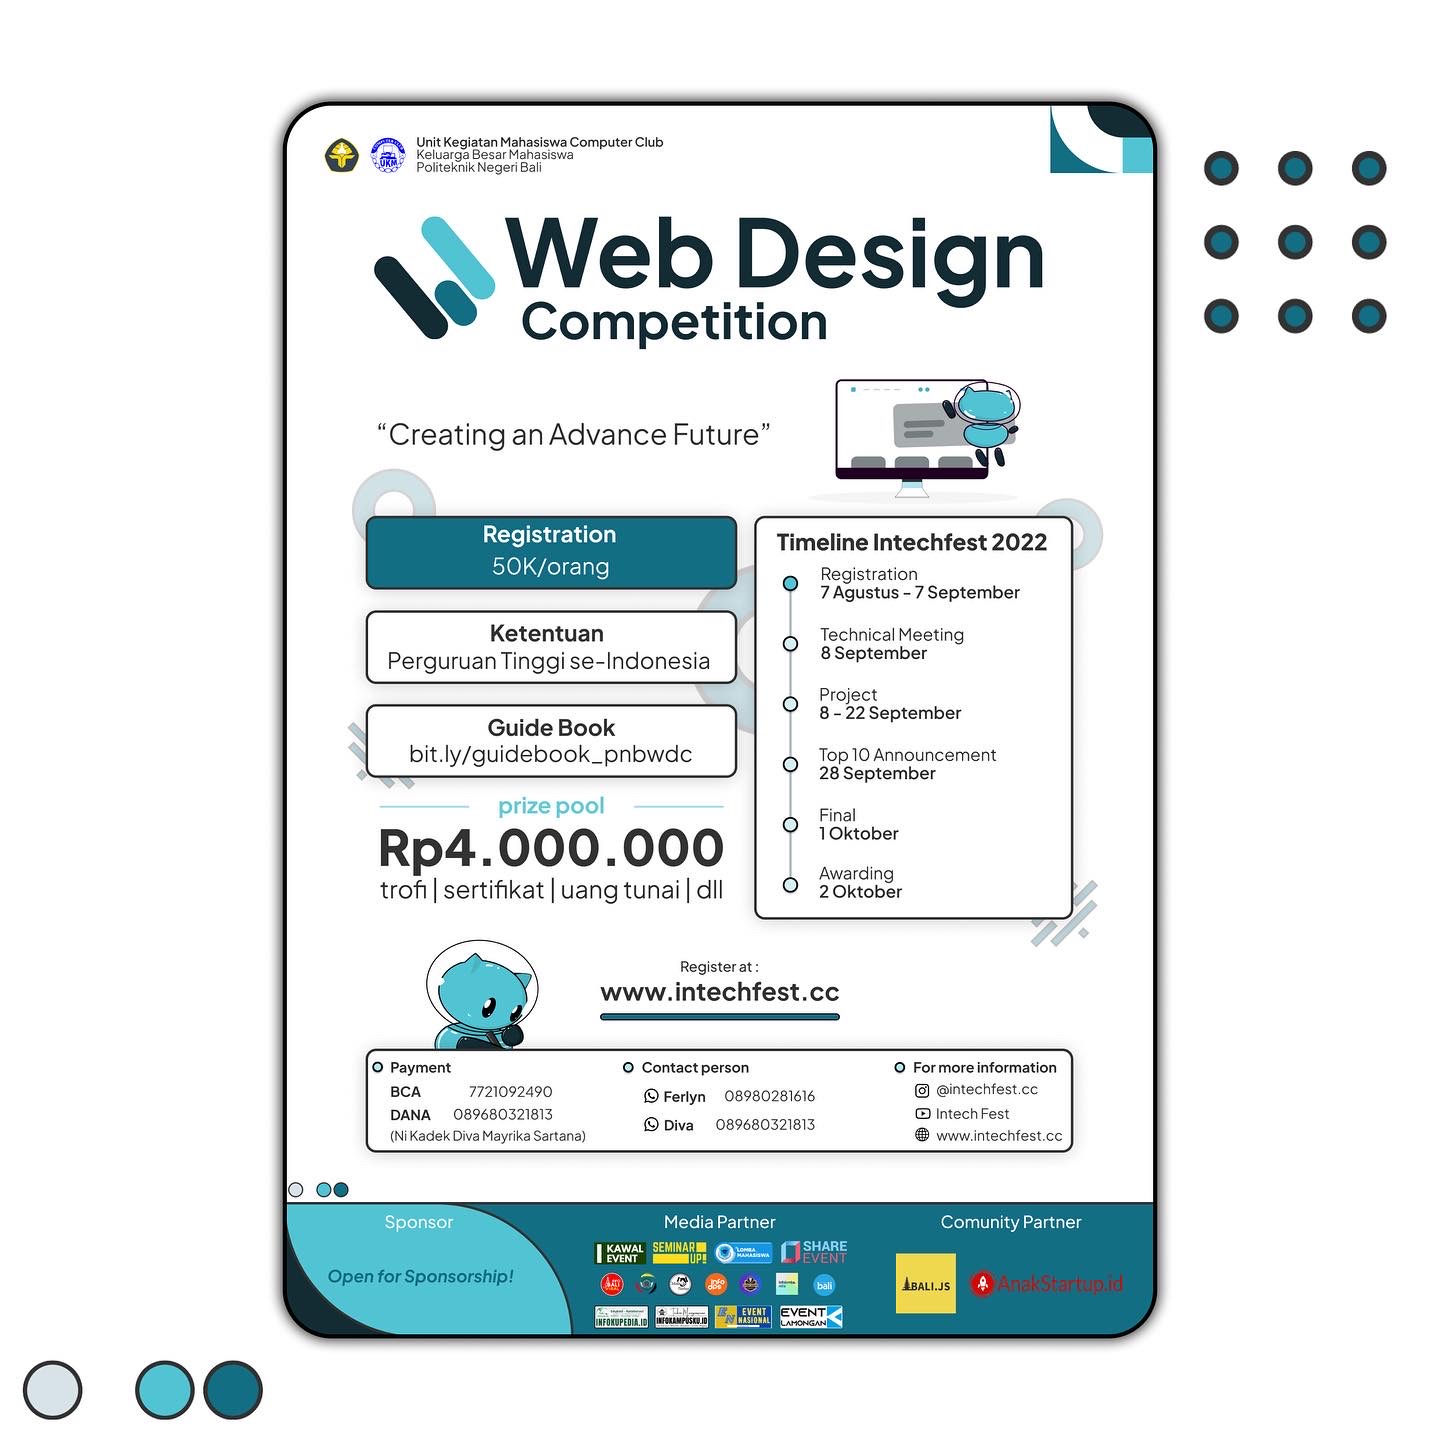 Unit Kegiatan Mahasiswa Computer Club
Keluarga Besar Mahasiswa
Politeknik Negeri Bali
UKM
Web Design
Competition
“Creating an Advance Future”
Registration
50K/orang
Ketentuan
Perguruan Tinggi se-Indonesia
Guide Book
bit.ly/guidebook_pnbwdc
prize pool
Rp4.000.000
trofi | sertifikat | uang tunai | dll
Timeline Intechfest 2022
Registration
7 Agustus - 7 September
Technical Meeting
8 September
Project
8 - 22 September
Top 10 Announcement
28 September
Final
1 Oktober
Awarding
2 Oktober
Register at :
www.intechfest.cc
Payment
BCA 7721092490
DANA 089680321813
(Ni Kadek Diva Mayrika Sartana)
Contact person
Ferlyn 08980281616
Diva 089680321813
For more information
@intechfest.cc
Intech Fest
www.intechfest.cc
Sponsor
Open for Sponsorship!
Media Partner
KAWAL EVENT
SEMINAR UP!
LOMBA MAHASISWA
SHARE EVENT
bali
INFOKUPEDIA.ID
INFOKAMPUSKU.ID
EVENT NASIONAL
EVENT LAMONGAN
Comunity Partner
BALI.JS
AnakStartup.id